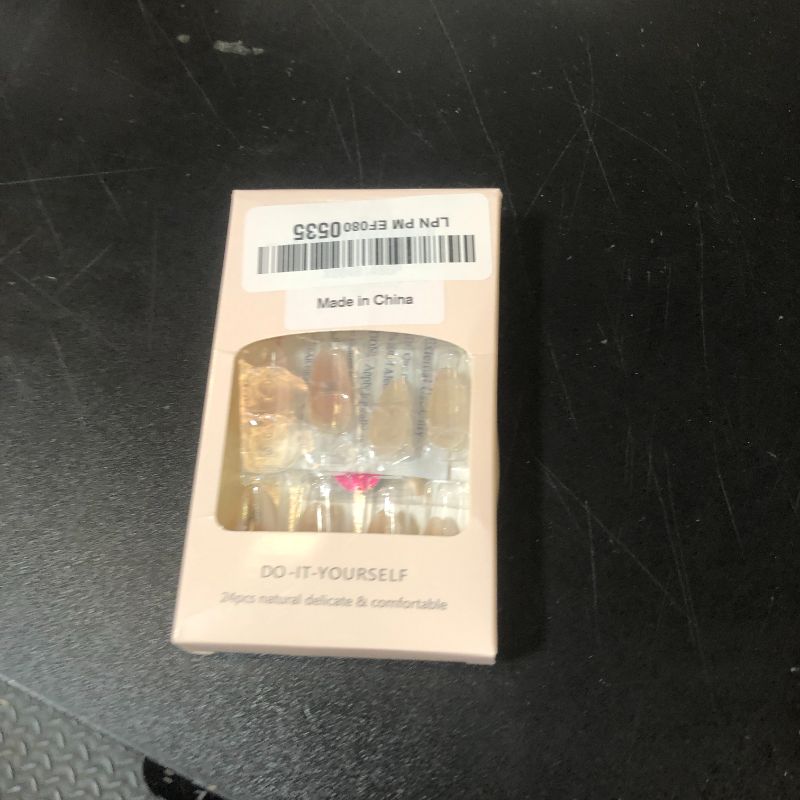 LPN PM EF080 0535
Made in China
DO-IT-YOURSELF
24pcs natural delicate & comfortable